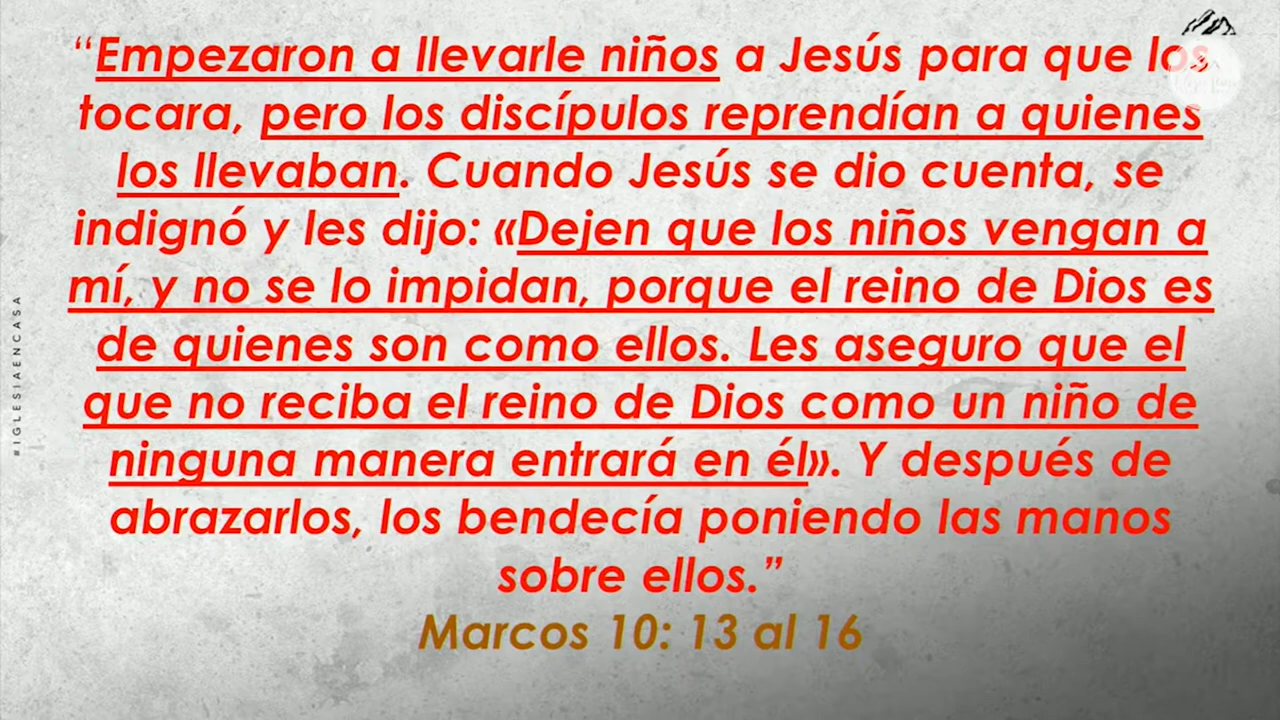 “Empezaron a llevarle niños a Jesús para que los
tocara, pero los discípulos reprendían a quienes
los llevaban. Cuando Jesús se dio cuenta, se
indignó y les dijo: «Dejen que los niños vengan a
mí, y no se lo impidan, porque el reino de Dios es
de quienes son como ellos. Les aseguro que el
que no reciba el reino de Dios como un niño de
ninguna manera entrará en él». Y después de
abrazarlos, los bendecía poniendo las manos
sobre ellos.”
Marcos 10: 13 al 16
#IGLESIAENCASA